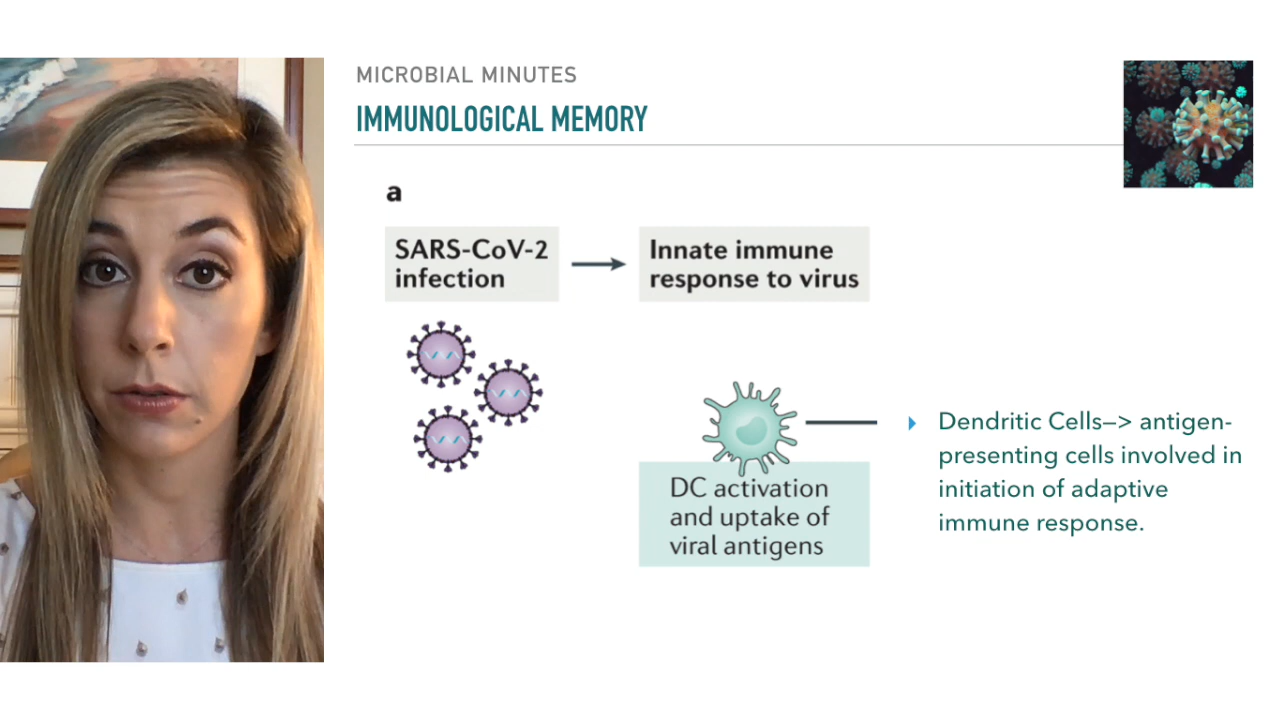 MICROBIAL MINUTES
IMMUNOLOGICAL MEMORY
a
SARS-CoV-2
infection
Innate immune
response to virus
DC activation
and uptake of
viral antigens
Dendritic Cells—> antigen-
presenting cells involved in
initiation of adaptive
immune response.